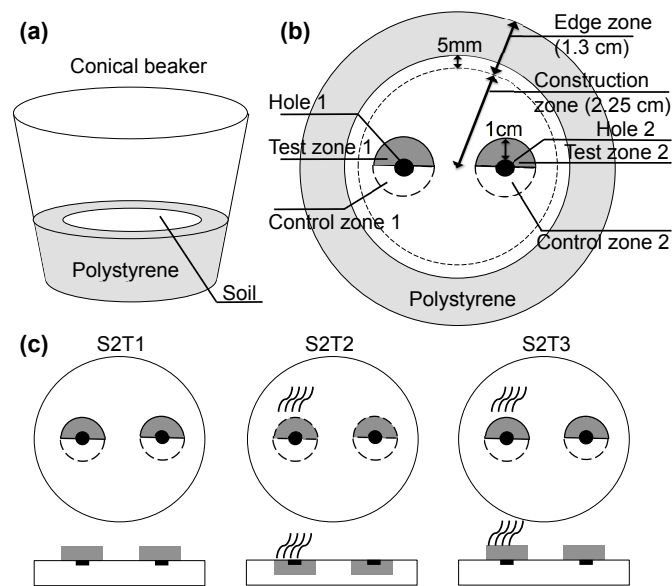 (a)
Conical beaker
Polystyrene
Soil
(b)
Edge zone
(1.3 cm)
5mm
Construction
zone (2.25 cm)
Hole 1
1cm
Hole 2
Test zone 1
Test zone 2
Control zone 1
Control zone 2
Polystyrene
(c)
S2T1
S2T2
S2T3